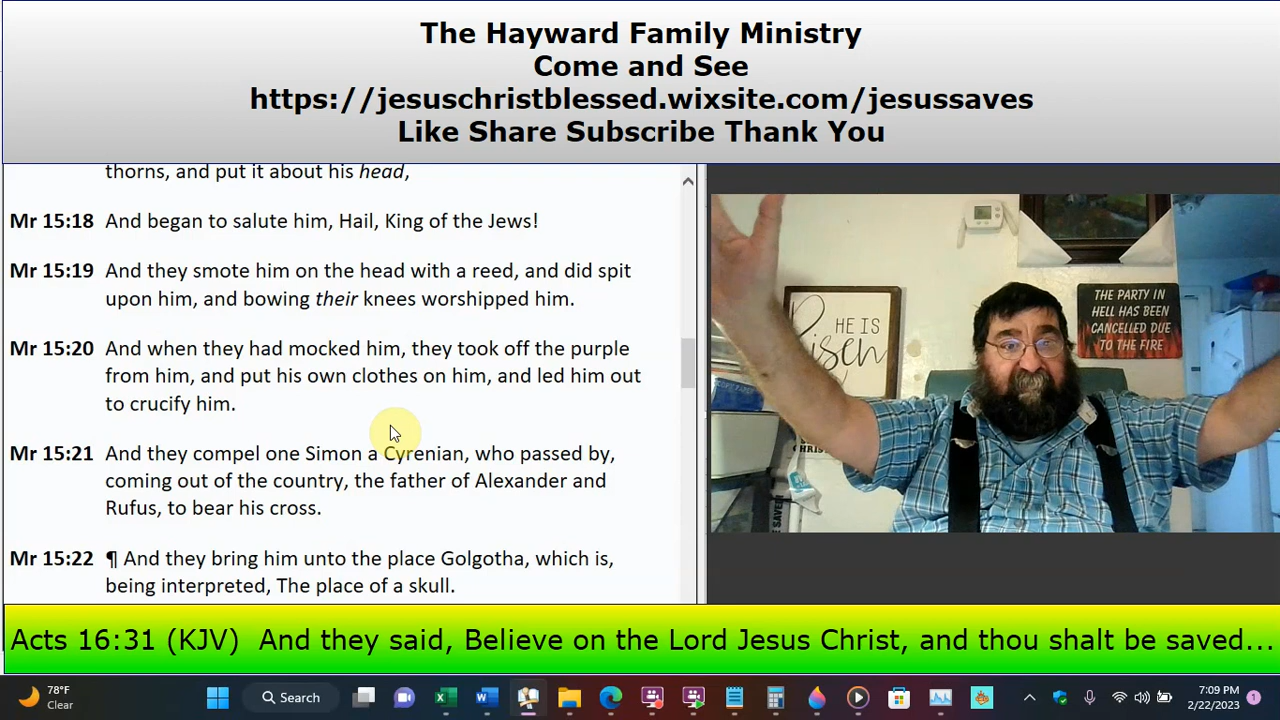 The Hayward Family Ministry
Come and See
https://jesuschristblessed.wixsite.com/jesussaves
Like Share Subscribe Thank You
thorns, and put it about his head,
Mr 15:18 And began to salute him, Hail, King of the Jews!
Mr 15:19 And they smote him on the head with a reed, and did spit
upon him, and bowing their knees worshipped him.
Mr 15:20 And when they had mocked him, they took off the purple
from him, and put his own clothes on him, and led him out
to crucify him.
Mr 15:21 And they compel one Simon a Cyrenian, who passed by,
coming out of the country, the father of Alexander and
Rufus, to bear his cross.
Mr 15:22 ¶ And they bring him unto the place Golgotha, which is,
being interpreted, The place of a skull.
HE IS
Risen
THE PARTY IN
HELL HAS BEEN
CANCELLED DUE
TO THE FIRE
Acts 16:31 (KJV) And they said, Believe on the Lord Jesus Christ, and thou shalt be saved...
78°F
Clear
Search
7:09 PM
2/22/2023
1